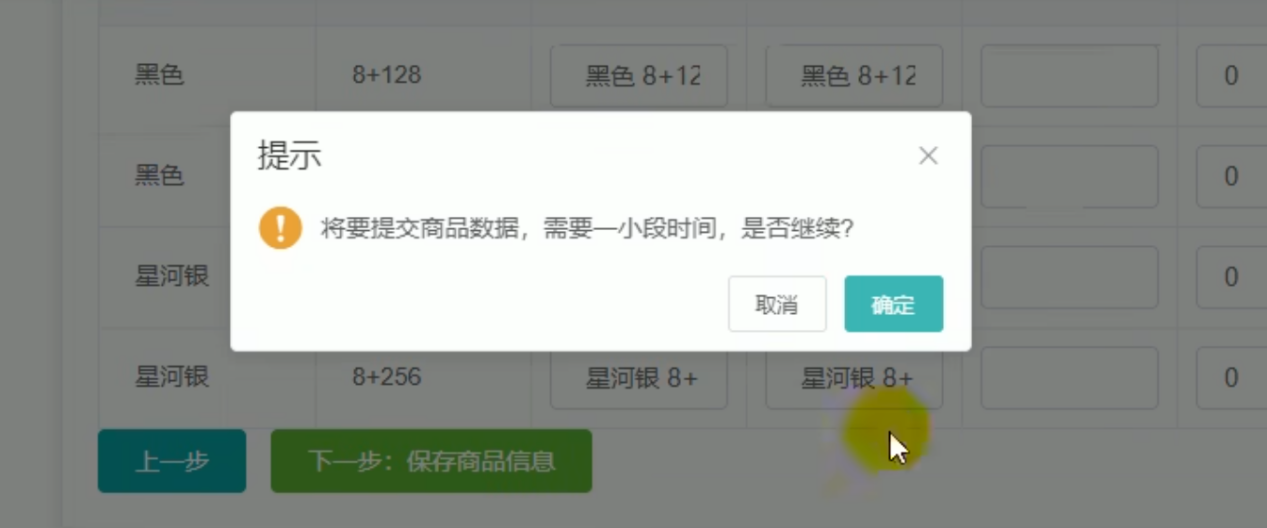 黑色 8+128 黑色 8+12 黑色 8+12 0
提示
黑色 0
将要提交商品数据，需要一小段时间，是否继续？
星河银 0
取消 确定
星河银 8+256 星河银 8+ 星河银 8+ 0
上一步 下一步：保存商品信息